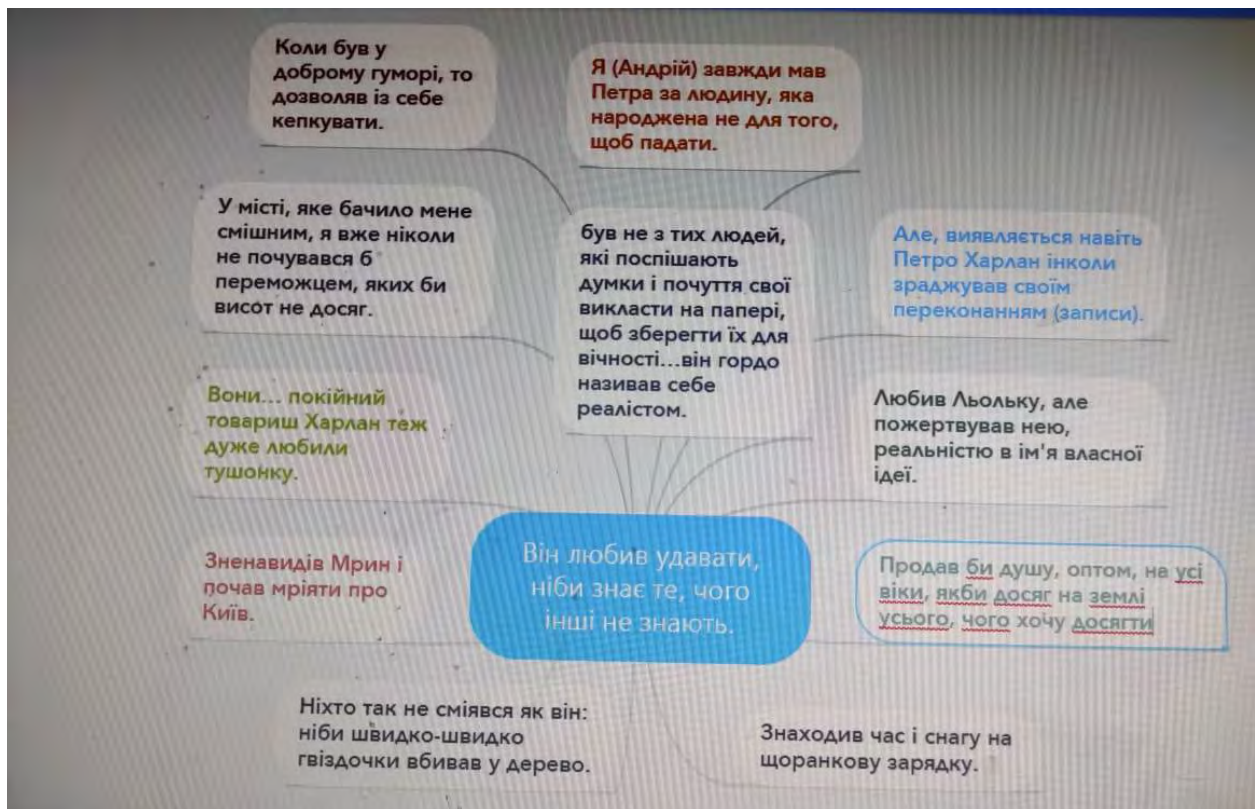 Коли був у
доброму гуморі, то
дозволяв із себе
кепкувати.
Я (Андрій) завжди мав
Петра за людину, яка
народжена не для того,
щоб падати.
У місті, яке бачило мене
смішним, я вже ніколи
не почувався б
переможцем, яких би
висот не досяг.
був не з тих людей,
які поспішають
думки і почуття свої
викласти на папері,
щоб зберегти їх для
вічності...він гордо
називав себе
реалістом.
Але, виявляється навіть
Петро Харлан інколи
зраджував своїм
переконанням (записи).
Вони... покійний
товариш Харлан теж
дуже любили
тушонку.
Любив Льольку, але
пожертвував нею,
реальністю в ім'я власної
ідеї.
Зненавидів Мрин і
почав мріяти про
Київ.
Він любив удавати,
ніби знає те, чого
інші не знають.
Продав би душу, оптом, на усі
віки, якби досяг на землі
усього, чого хочу досягти
Ніхто так не сміявся як він:
ніби швидко-швидко
гвіздочки вбивав у дерево.
Знаходив час і снагу на
щоранкову зарядку.